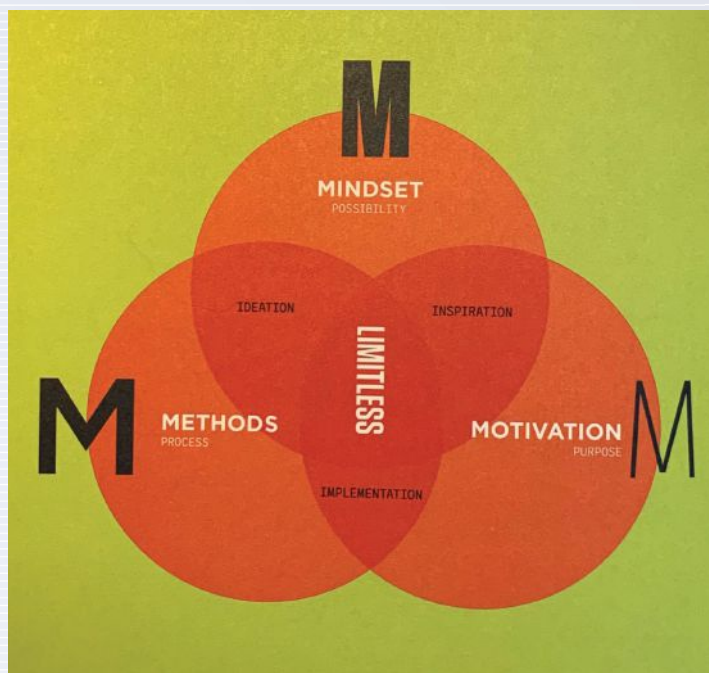 M
MINDSET
POSSIBILITY
IDEATION
INSPIRATION
LIMITLESS
M
METHODS
PROCESS
MOTIVATION
PURPOSE
M
IMPLEMENTATION